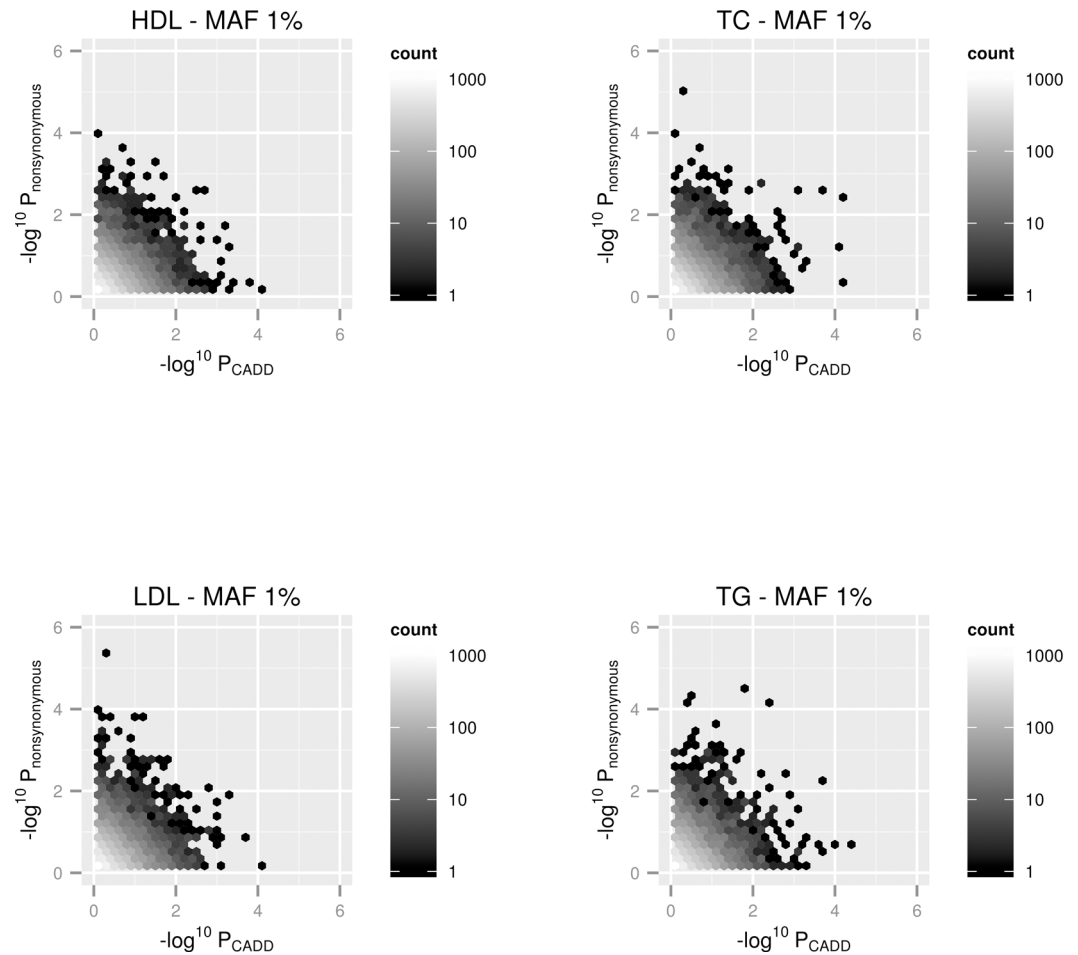 HDL - MAF 1%
6
4
2
0
-log10 Pnonsynonymous
0 2 4 6
-log10 PCADD
count
1000
100
10
1
TC - MAF 1%
6
4
2
0
-log10 Pnonsynonymous
0 2 4 6
-log10 PCADD
count
1000
100
10
1
LDL - MAF 1%
6
4
2
0
-log10 Pnonsynonymous
0 2 4 6
-log10 PCADD
count
1000
100
10
1
TG - MAF 1%
6
4
2
0
-log10 Pnonsynonymous
0 2 4 6
-log10 PCADD
count
1000
100
10
1